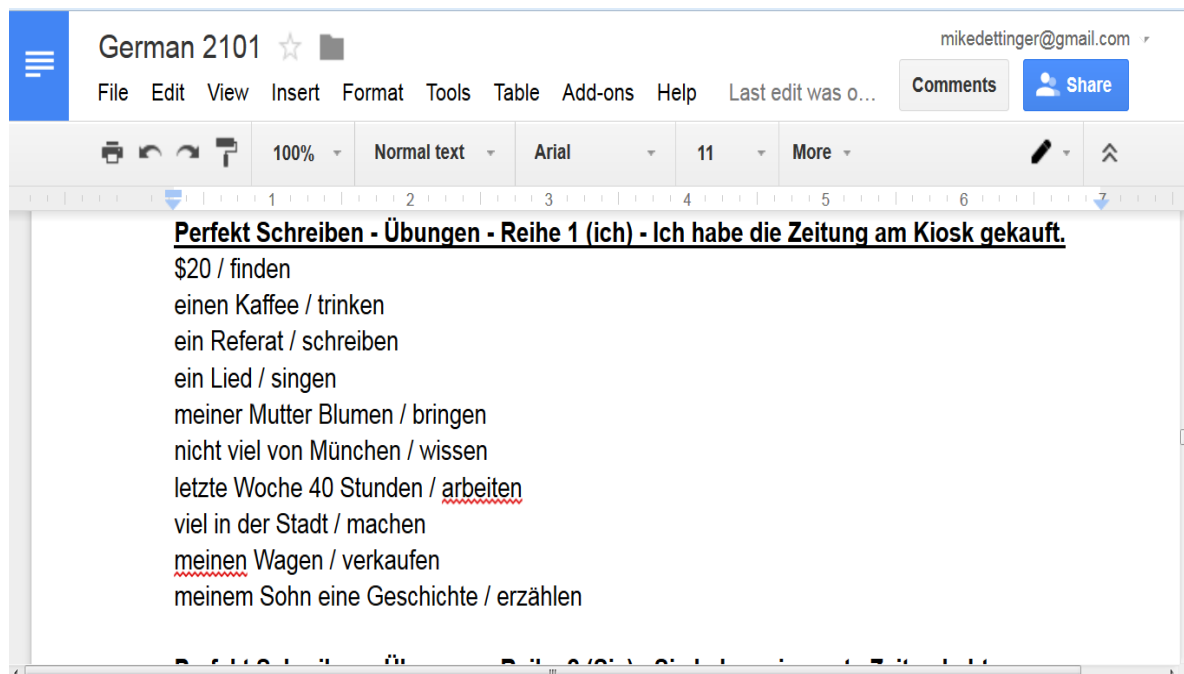 German 2101
mikedettinger@gmail.com
File Edit View Insert Format Tools Table Add-ons Help Last edit was o...
Comments Share
100% Normal text Arial 11 More
1 2 3 4 5 6 7
Perfekt Schreiben - Übungen - Reihe 1 (ich) - Ich habe die Zeitung am Kiosk gekauft.
$20 / finden
einen Kaffee / trinken
ein Referat / schreiben
ein Lied / singen
meiner Mutter Blumen / bringen
nicht viel von München / wissen
letzte Woche 40 Stunden / arbeiten
viel in der Stadt / machen
meinen Wagen / verkaufen
meinem Sohn eine Geschichte / erzählen